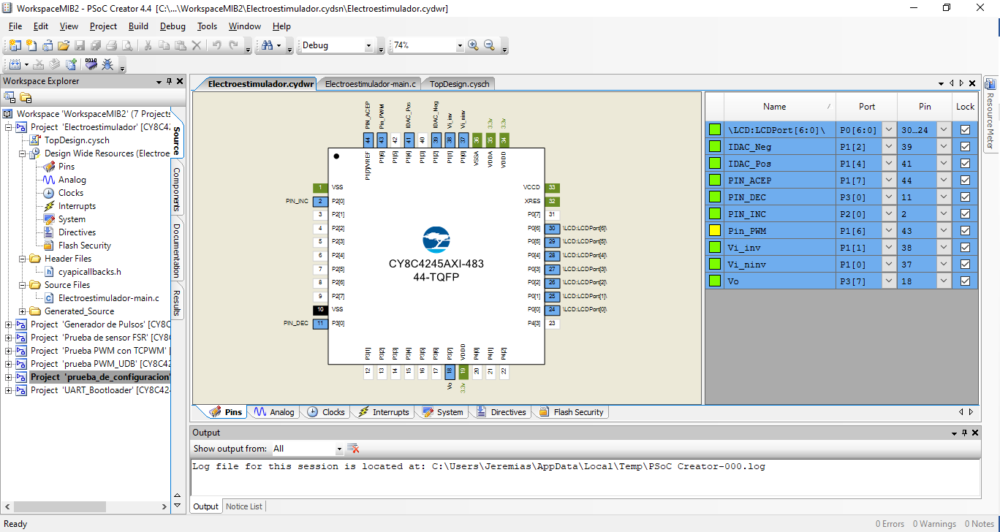 WorkspaceMIB2 - PSoC Creator 4.4 [C:\...\WorkspaceMIB2\Electroestimulador.cydsn\Electroestimulador.cydwr]
File Edit View Project Build Debug Tools Window Help
Debug 74%
Workspace Explorer
Workspace 'WorkspaceMIB2' (7 Projects
Project 'Electroestimulador' [CY8C4
TopDesign.cysch
Design Wide Resources (Electroe
Pins
Analog
Clocks
Interrupts
System
Directives
Flash Security
Header Files
cyapicallbacks.h
Source Files
Electroestimulador-main.c
Generated_Source
Project 'Generador de Pulsos' [CY8C
Project 'Prueba de sensor FSR' [CY8(
Project 'Prueba PWM con TCPWM' [
Project 'prueba PWM_UDB' [CY8C42
Project 'prueba_de_configuracion'
Project 'UART_Bootloader' [CY8C42
Source
Components
Documentation
Results
Electroestimulador.cydwr Electroestimulador-main.c TopDesign.cysch
PIN_ACEP Pin_PWM IDAC_Pos IDAC_Neg Vi_inv Vi_ninv 3.3v 3.3v
44 43 42 41 40 39 38 37 36 35 34
P1[7]/VREF P1[6] P1[5] P1[4] P1[3] P1[2] P1[1] P1[0] VSSA VDDA VDDD
1 VSS VCCD 33
PIN_INC 2 P2[0] XRES 32
3 P2[1] P0[7] 31
4 P2[2] P0[6] 30 \LCD:LCDPort[6]\
5 P2[3] P0[5] 29 \LCD:LCDPort[5]\
6 P2[4] P0[4] 28 \LCD:LCDPort[4]\
7 P2[5] P0[3] 27 \LCD:LCDPort[3]\
8 P2[6] P0[2] 26 \LCD:LCDPort[2]\
9 P2[7] P0[1] 25 \LCD:LCDPort[1]\
10 VSS P0[0] 24 \LCD:LCDPort[0]\
PIN_DEC 11 P3[0] P4[3] 23
CY8C4245AXI-483
44-TQFP
P3[1] P3[2] P3[3] P3[4] P3[5] P3[6] P3[7] VDDD P4[0] P4[1] P4[2]
12 13 14 15 16 17 18 19 20 21 22
Vo 3.3v
Name / Port Pin Lock
\LCD:LCDPort[6:0]\ P0[6:0] 30...24
IDAC_Neg P1[2] 39
IDAC_Pos P1[4] 41
PIN_ACEP P1[7] 44
PIN_DEC P3[0] 11
PIN_INC P2[0] 2
Pin_PWM P1[6] 43
Vi_inv P1[1] 38
Vi_ninv P1[0] 37
Vo P3[7] 18
Resource Meter
Pins Analog Clocks Interrupts System Directives Flash Security
Output
Show output from: All
Log file for this session is located at: C:\Users\Jeremias\AppData\Local\Temp\PSoC Creator-000.log
Output Notice List
Ready 0 Errors 0 Warnings 0 Notes